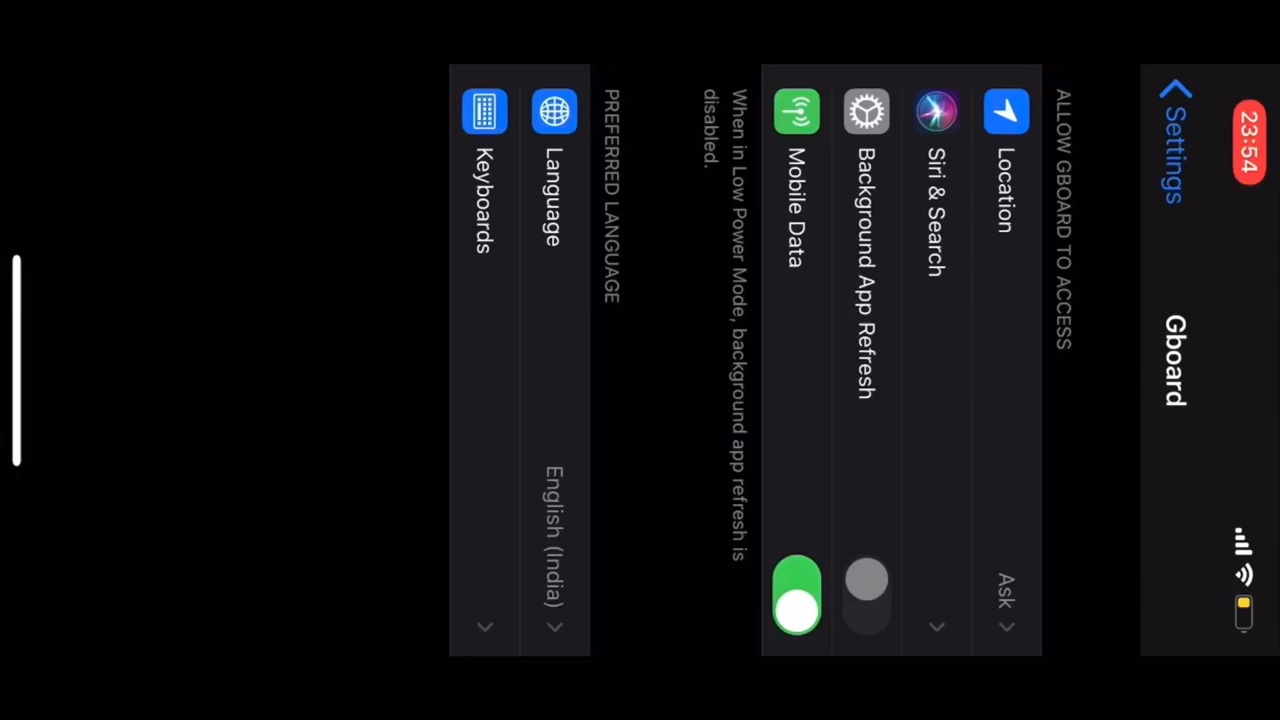 23:54
Settings
Gboard
ALLOW GBOARD TO ACCESS
Location
Ask
Siri & Search
Background App Refresh
Mobile Data
When in Low Power Mode, background app refresh is
disabled.
PREFERRED LANGUAGE
Language
English (India)
Keyboards